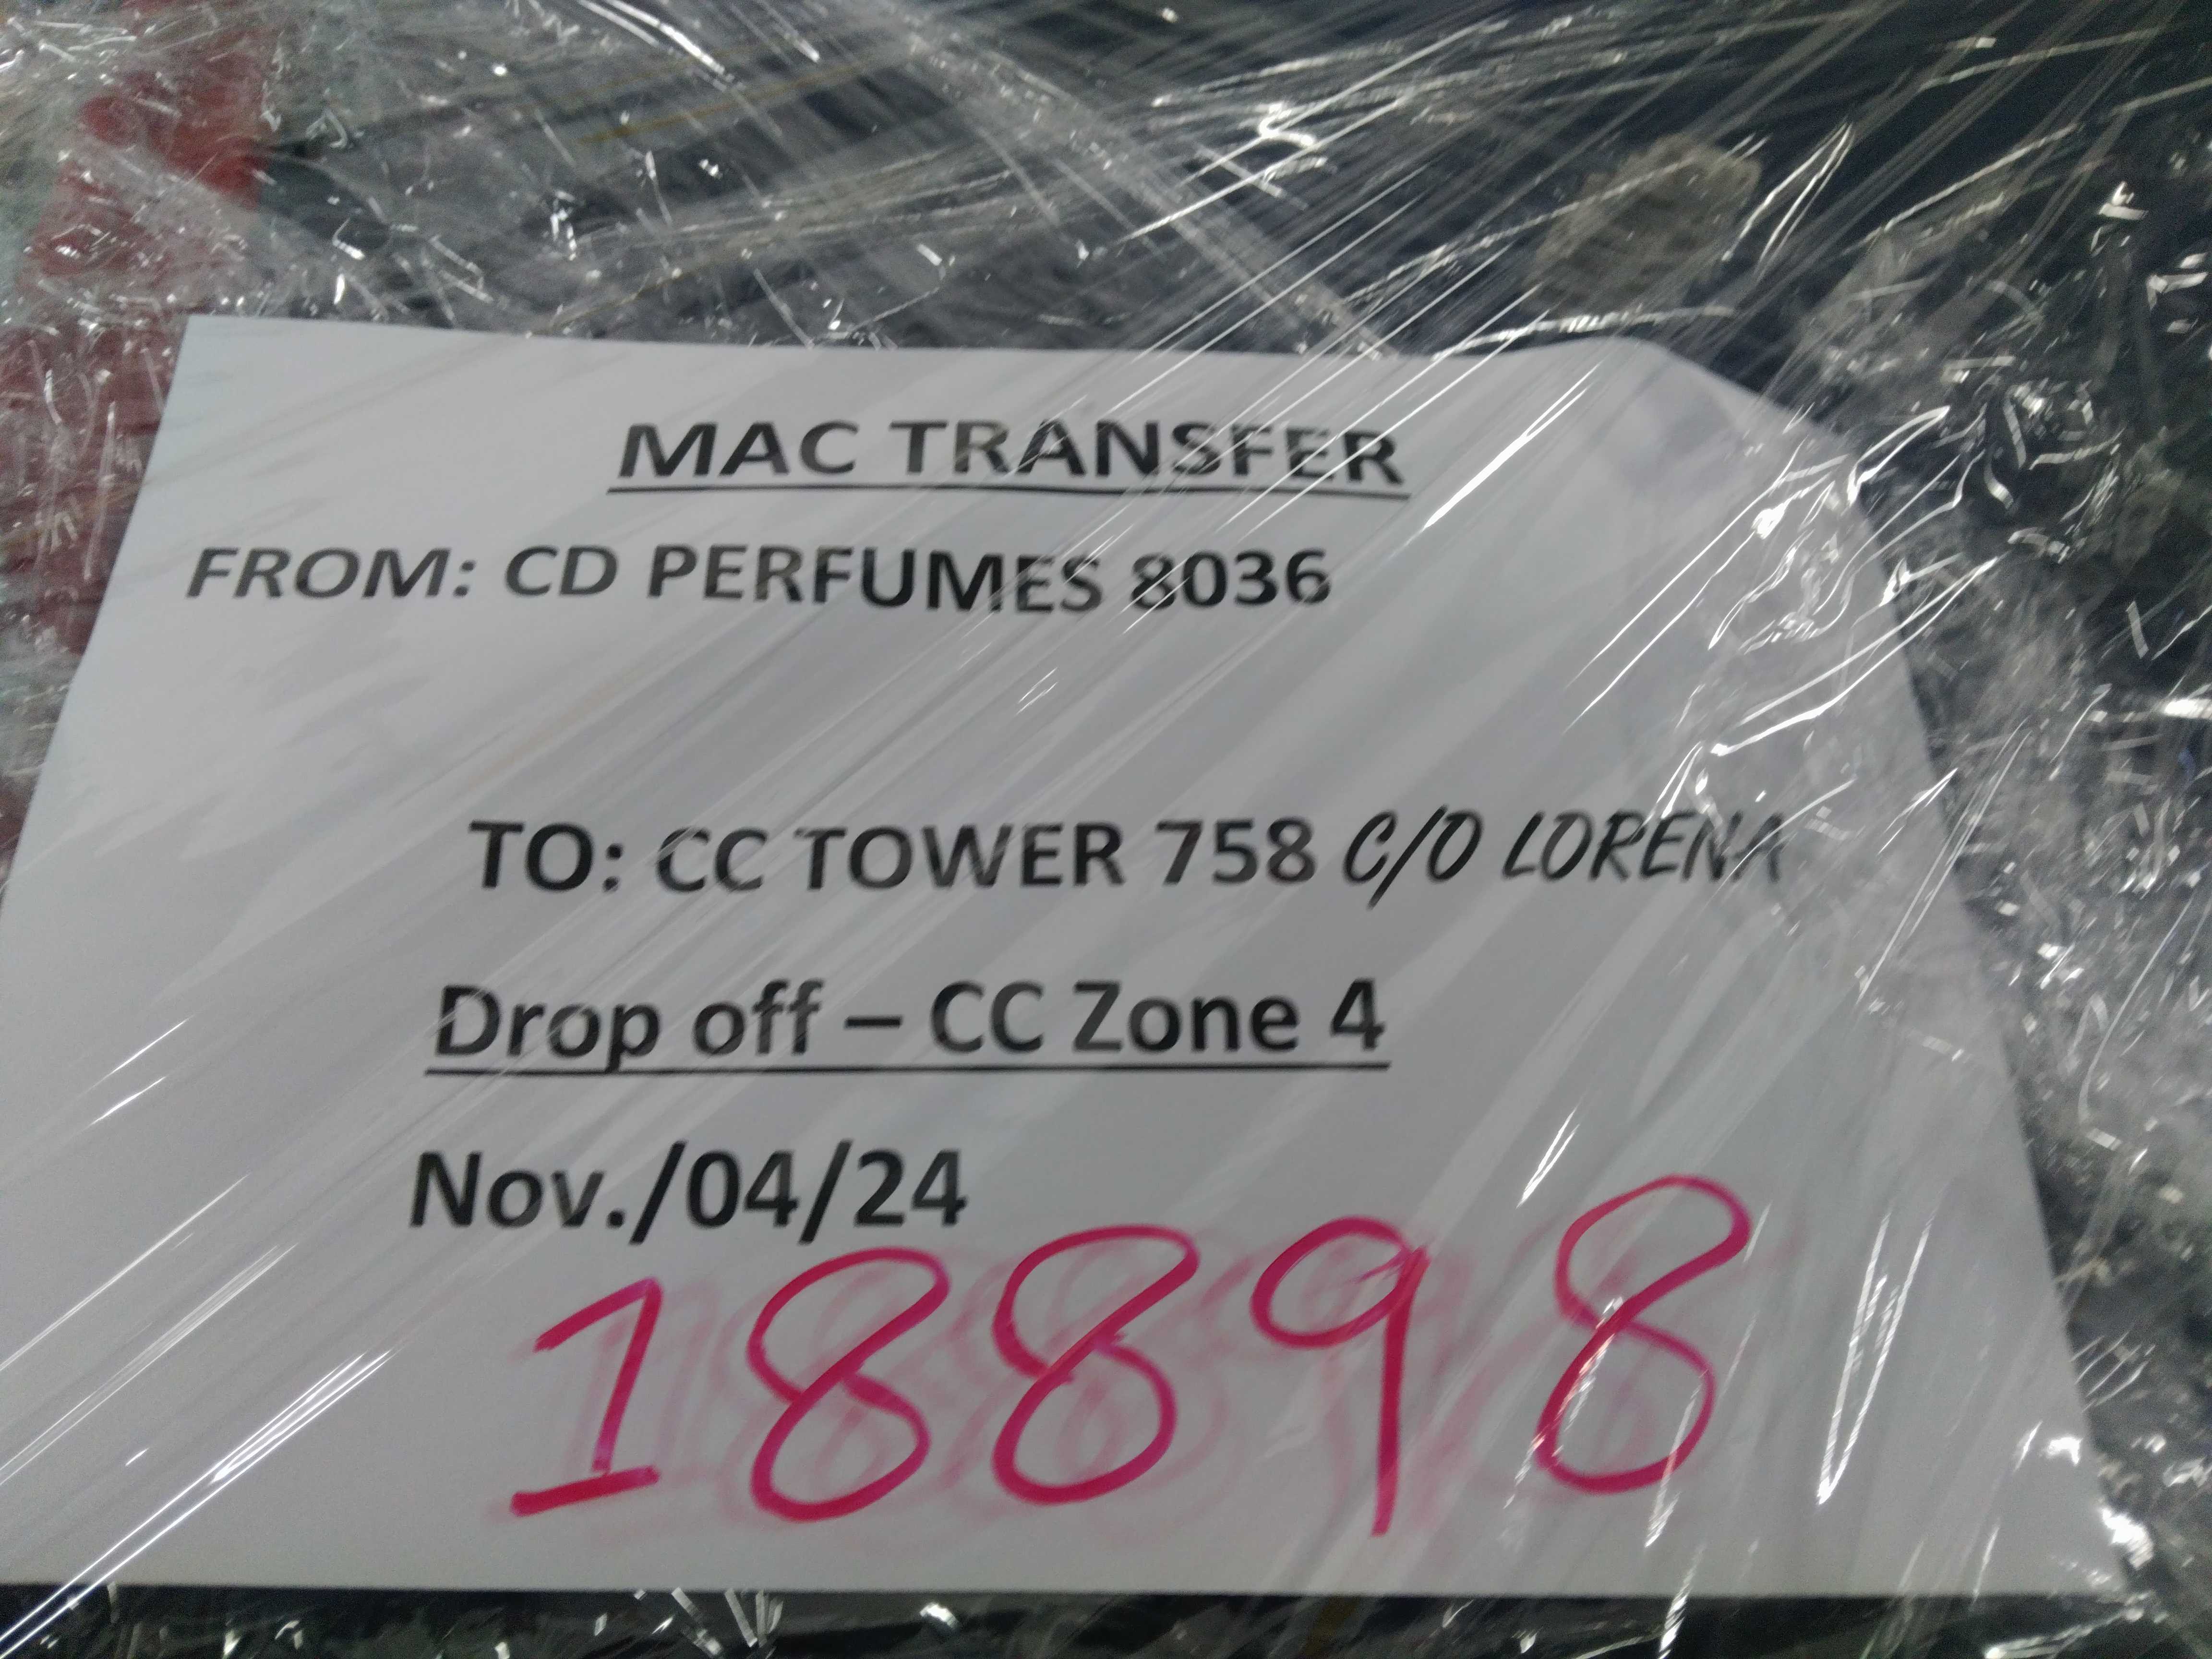 MAC TRANSFER
FROM: CD PERFUMES 8036
TO: CC TOWER 758 C/O LORENA
Drop off – CC Zone 4
Nov./04/24
18898